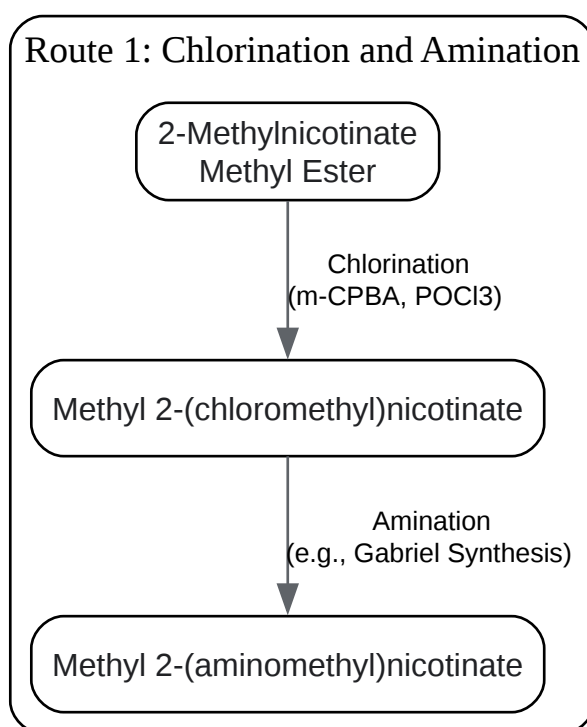 Route 1: Chlorination and Amination
2-Methylnicotinate
Methyl Ester
Chlorination
(m-CPBA, POCl3)
Methyl 2-(chloromethyl)nicotinate
Amination
(e.g., Gabriel Synthesis)
Methyl 2-(aminomethyl)nicotinate